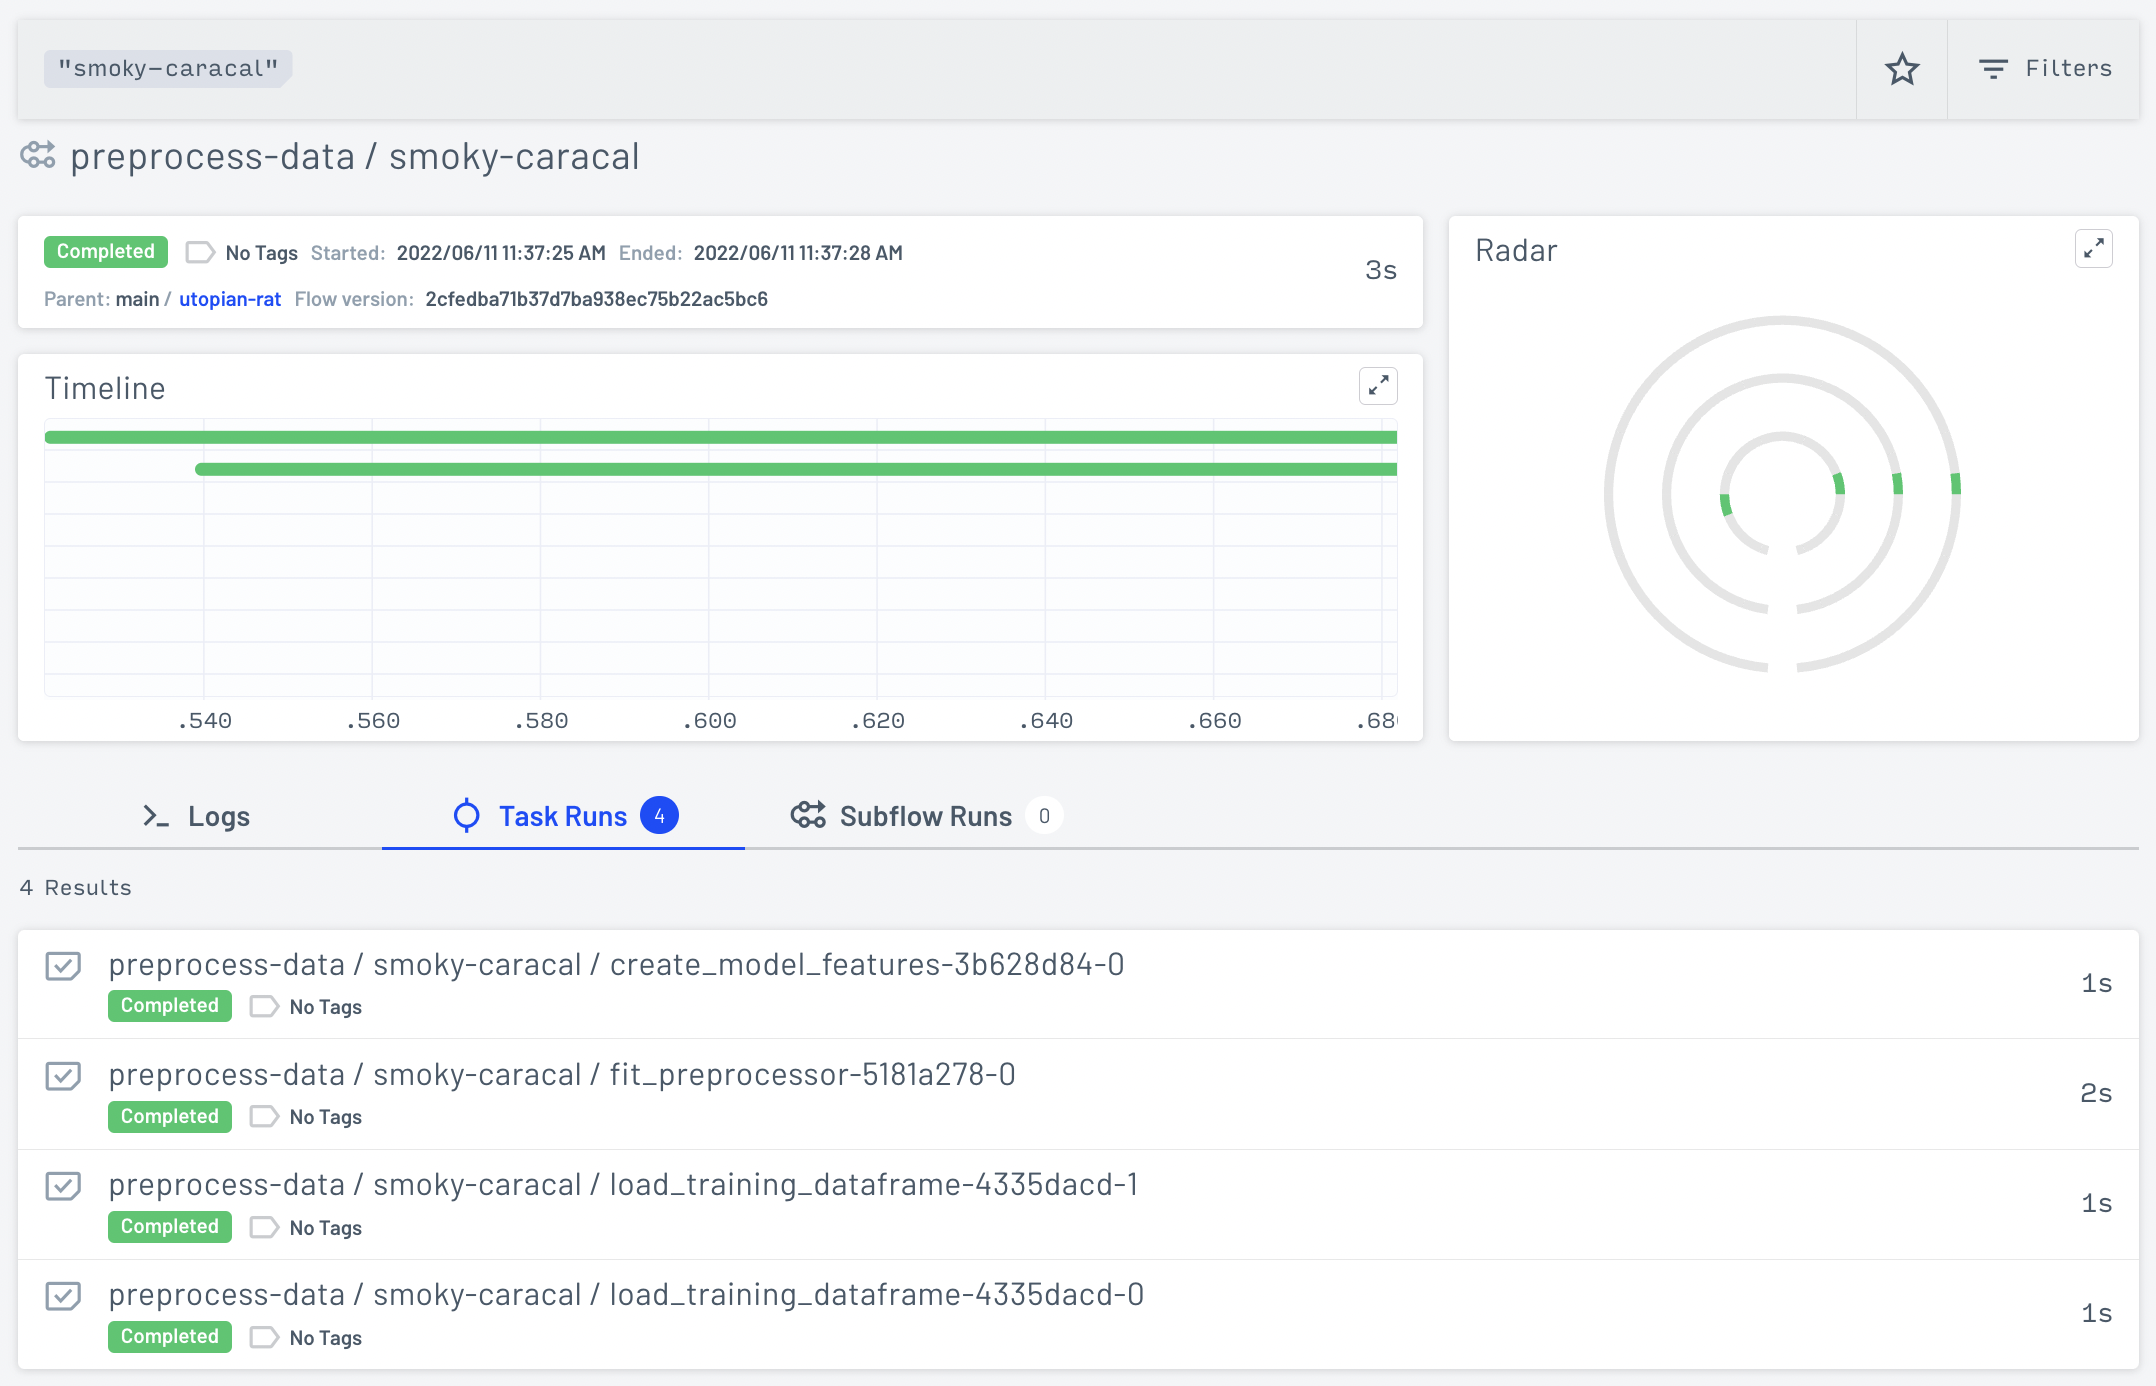 "smoky-caracal"
Filters
preprocess-data / smoky-caracal
Completed No Tags Started: 2022/06/11 11:37:25 AM Ended: 2022/06/11 11:37:28 AM
3s
Parent: main / utopian-rat Flow version: 2cfedba71b37d7ba938ec75b22ac5bc6
Radar
Timeline
.540 .560 .580 .600 .620 .640 .660 .68
Logs Task Runs 4 Subflow Runs 0
4 Results
preprocess-data / smoky-caracal / create_model_features-3b628d84-0
Completed No Tags
1s
preprocess-data / smoky-caracal / fit_preprocessor-5181a278-0
Completed No Tags
2s
preprocess-data / smoky-caracal / load_training_dataframe-4335dacd-1
Completed No Tags
1s
preprocess-data / smoky-caracal / load_training_dataframe-4335dacd-0
Completed No Tags
1s